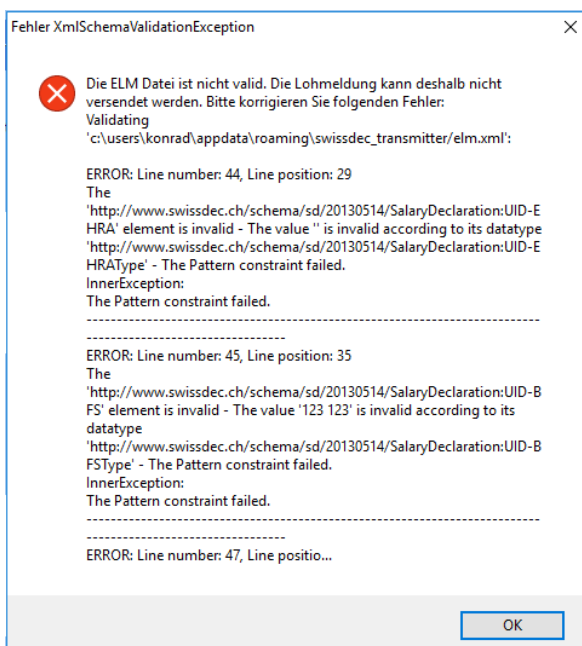 Fehler XmlSchemaValidationException
Die ELM Datei ist nicht valid. Die Lohmeldung kann deshalb nicht
versendet werden. Bitte korrigieren Sie folgenden Fehler:
Validating
'c:\users\konrad\appdata\roaming\swissdec_transmitter/elm.xml':
ERROR: Line number: 44, Line position: 29
The
'http://www.swissdec.ch/schema/sd/20130514/SalaryDeclaration:UID-E
HRA' element is invalid - The value '' is invalid according to its datatype
'http://www.swissdec.ch/schema/sd/20130514/SalaryDeclaration:UID-E
HRAType' - The Pattern constraint failed.
InnerException:
The Pattern constraint failed.
---------------------------------------------------------------------------
---------------------------------
ERROR: Line number: 45, Line position: 35
The
'http://www.swissdec.ch/schema/sd/20130514/SalaryDeclaration:UID-B
FS' element is invalid - The value '123 123' is invalid according to its
datatype
'http://www.swissdec.ch/schema/sd/20130514/SalaryDeclaration:UID-B
FSType' - The Pattern constraint failed.
InnerException:
The Pattern constraint failed.
---------------------------------------------------------------------------
---------------------------------
ERROR: Line number: 47, Line positio...
OK